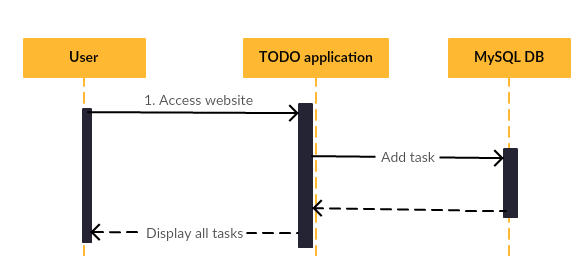 User
TODO application
MySQL DB
1. Access website
Add task
Display all tasks